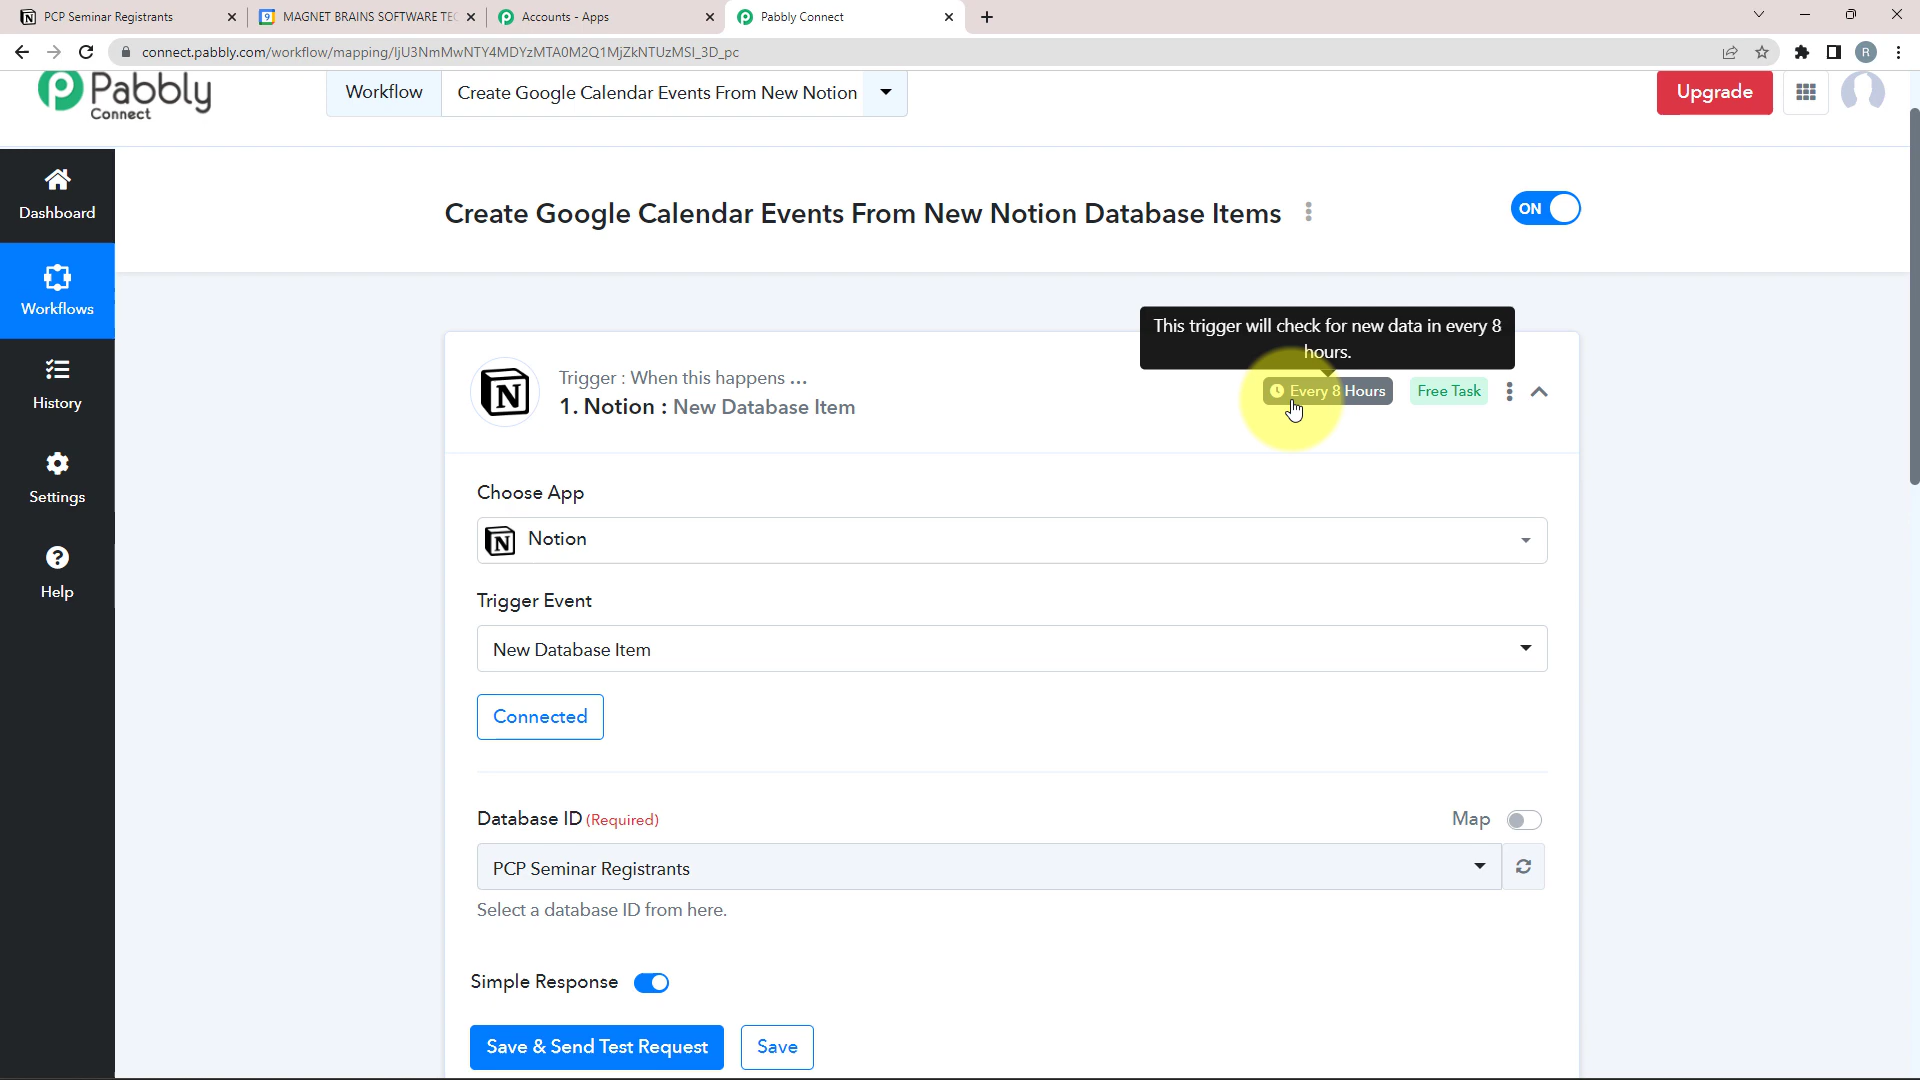 PCP Seminar Registrants
MAGNET BRAINS SOFTWARE TEC
Accounts - Apps
Pabbly Connect
connect.pabbly.com/workflow/mapping/IjU3NmMwNTY4MDYzMTA0M2Q1MjZkNTUzMSI_3D_pc
R
Pabbly
Connect
Workflow
Create Google Calendar Events From New Notion
Upgrade
Dashboard
Workflows
History
Settings
Help
Create Google Calendar Events From New Notion Database Items
ON
This trigger will check for new data in every 8
hours.
Trigger : When this happens ...
1. Notion : New Database Item
Every 8 Hours
Free Task
Choose App
Notion
Trigger Event
New Database Item
Connected
Database ID (Required)
Map
PCP Seminar Registrants
Select a database ID from here.
Simple Response
Save & Send Test Request
Save